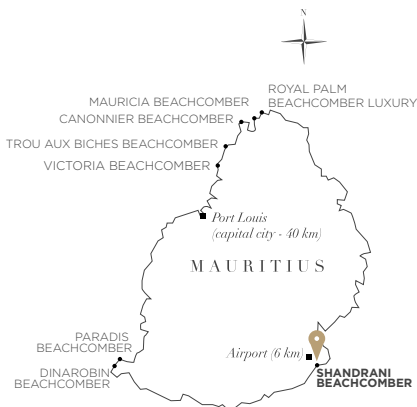 ROYAL PALM
BEACHCOMBER LUXURY
MAURICIA BEACHCOMBER
CANONNIER BEACHCOMBER
TROU AUX BICHES BEACHCOMBER
VICTORIA BEACHCOMBER
Port Louis
(capital city - 40 km)
MAURITIUS
PARADIS
BEACHCOMBER
Airport (6 km)
DINAROBIN
BEACHCOMBER
SHANDRANI
BEACHCOMBER